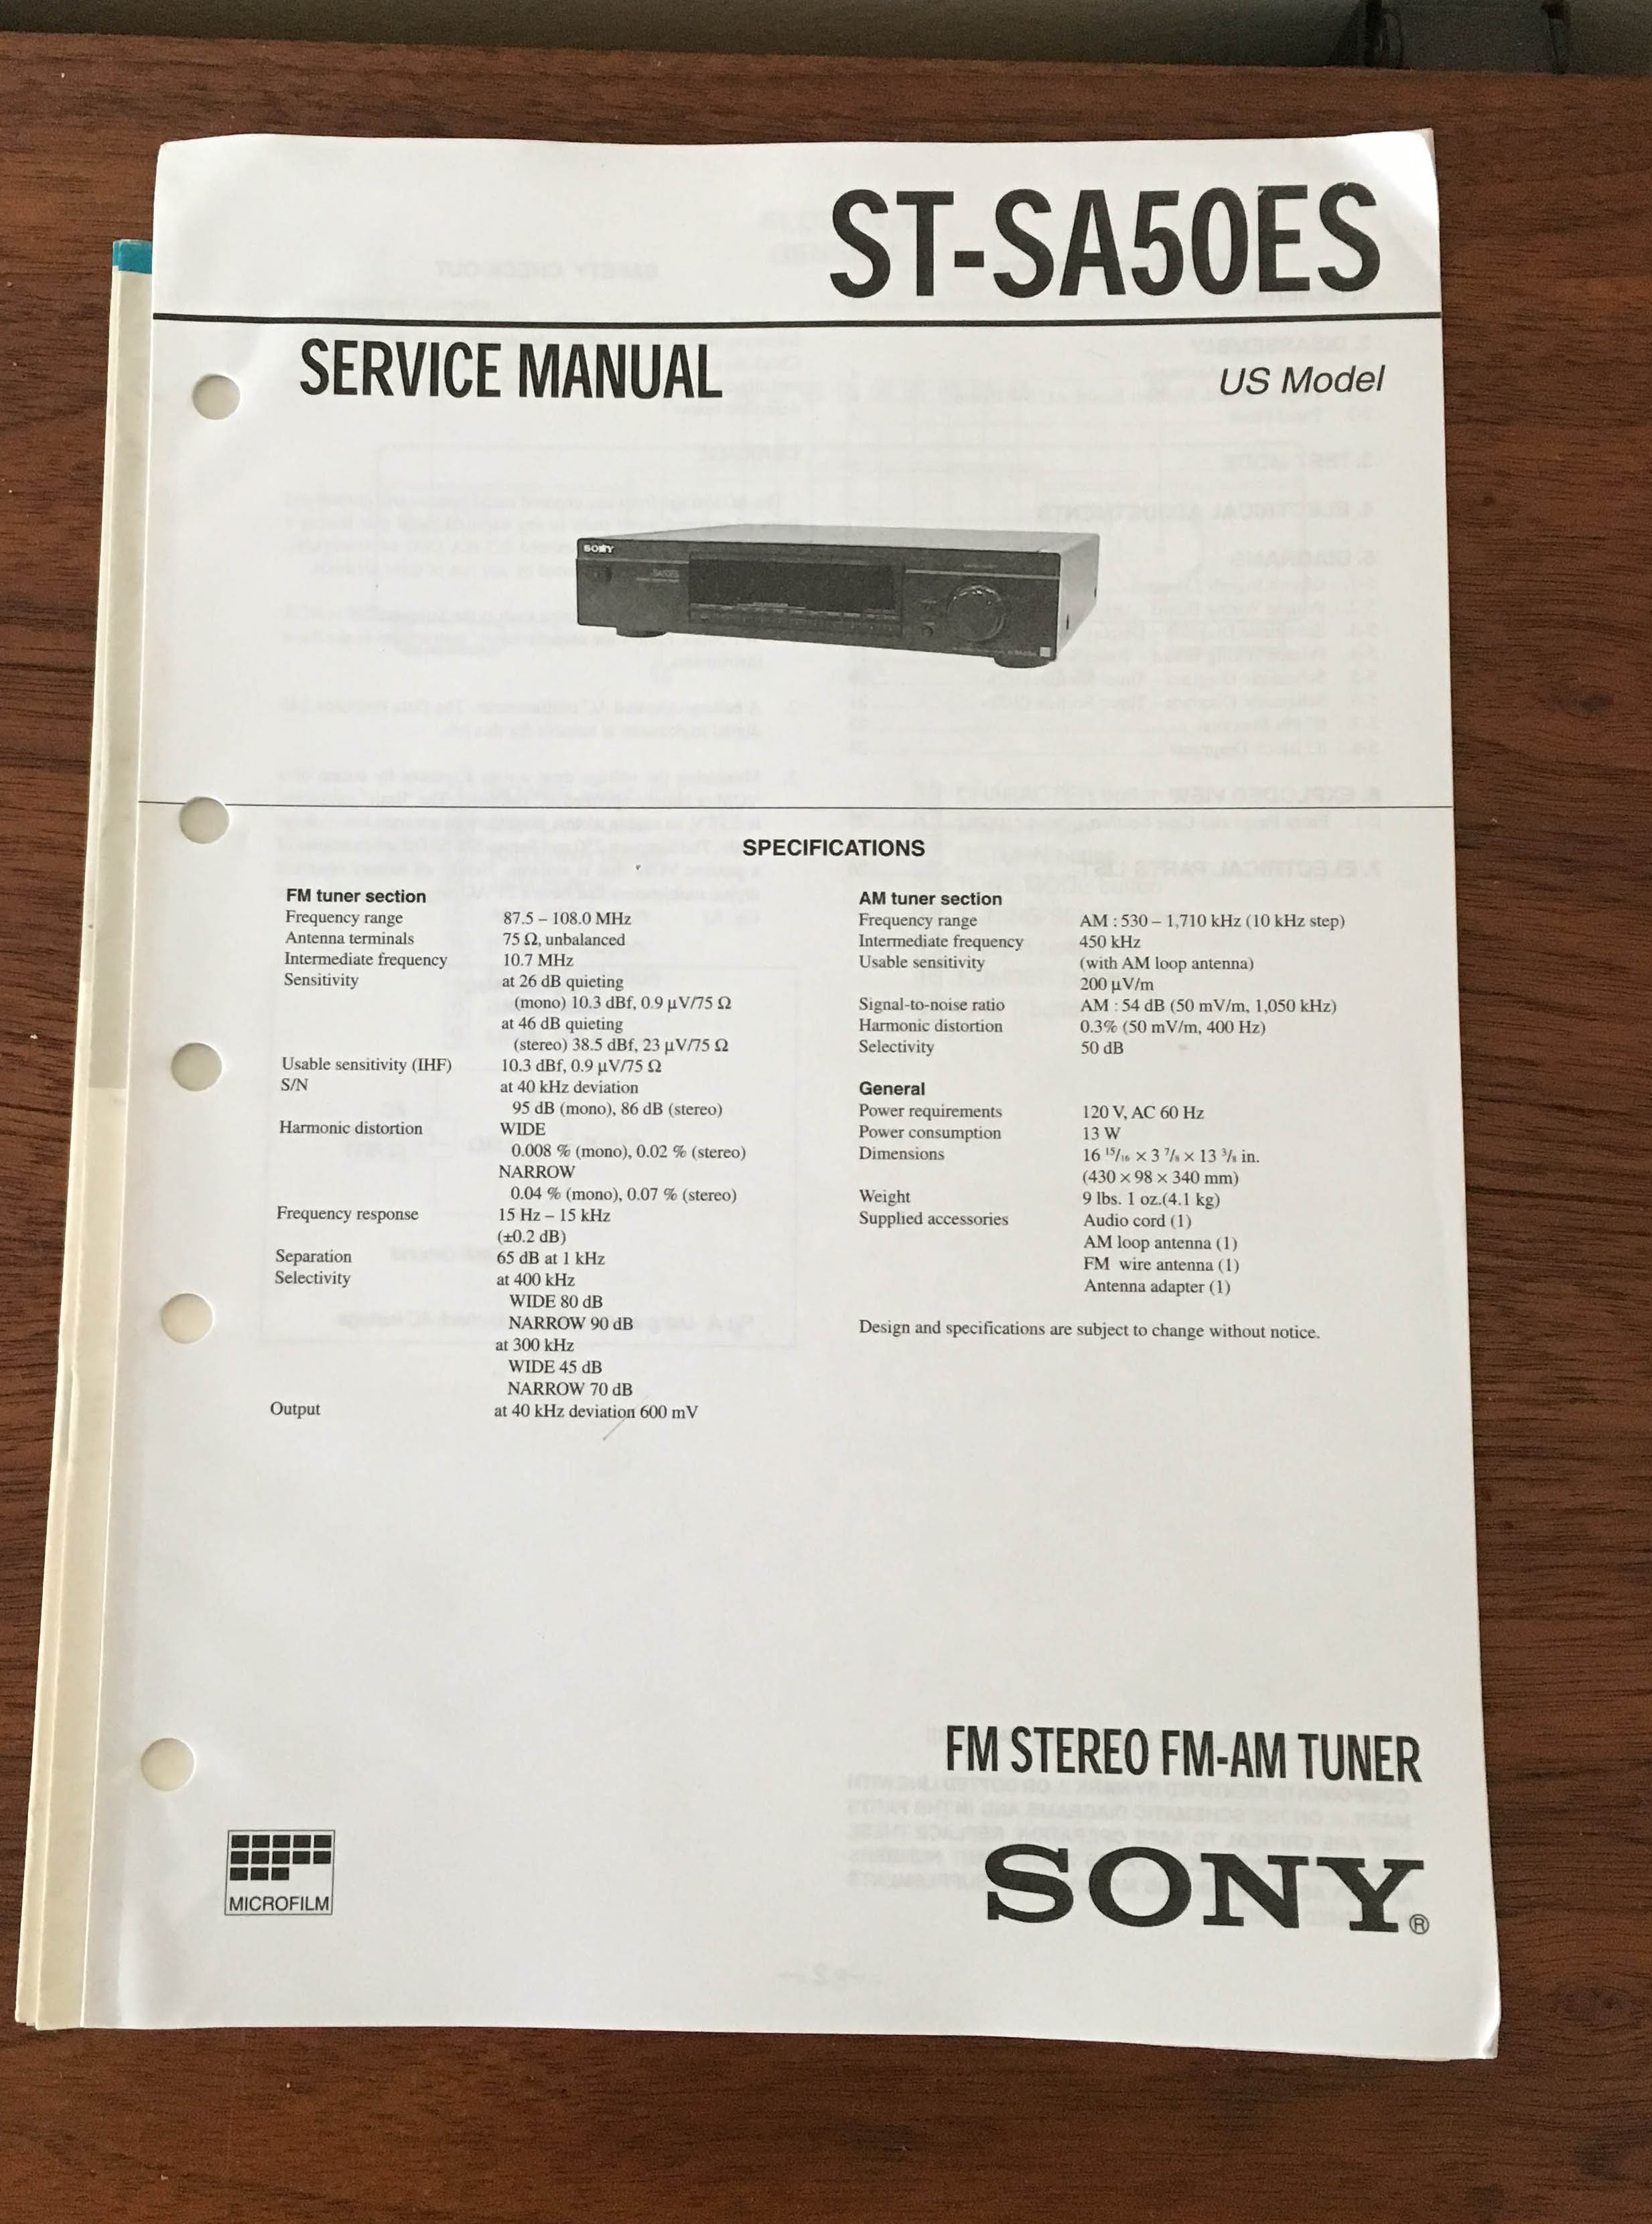 ST-SA50ES
SERVICE MANUAL
US Model
SONY
SPECIFICATIONS
FM tuner section
Frequency range 87.5 – 108.0 MHz
Antenna terminals 75 Ω, unbalanced
Intermediate frequency 10.7 MHz
Sensitivity at 26 dB quieting
(mono) 10.3 dBf, 0.9 µV/75 Ω
at 46 dB quieting
(stereo) 38.5 dBf, 23 µV/75 Ω
Usable sensitivity (IHF) 10.3 dBf, 0.9 µV/75 Ω
S/N at 40 kHz deviation
95 dB (mono), 86 dB (stereo)
Harmonic distortion WIDE
0.008 % (mono), 0.02 % (stereo)
NARROW
0.04 % (mono), 0.07 % (stereo)
Frequency response 15 Hz – 15 kHz
(±0.2 dB)
Separation 65 dB at 1 kHz
Selectivity at 400 kHz
WIDE 80 dB
NARROW 90 dB
at 300 kHz
WIDE 45 dB
NARROW 70 dB
Output at 40 kHz deviation 600 mV
AM tuner section
Frequency range AM : 530 – 1,710 kHz (10 kHz step)
Intermediate frequency 450 kHz
Usable sensitivity (with AM loop antenna)
200 µV/m
Signal-to-noise ratio AM : 54 dB (50 mV/m, 1,050 kHz)
Harmonic distortion 0.3% (50 mV/m, 400 Hz)
Selectivity 50 dB
General
Power requirements 120 V, AC 60 Hz
Power consumption 13 W
Dimensions 16 15/16 × 3 7/8 × 13 3/8 in.
(430 × 98 × 340 mm)
Weight 9 lbs. 1 oz.(4.1 kg)
Supplied accessories Audio cord (1)
AM loop antenna (1)
FM wire antenna (1)
Antenna adapter (1)
Design and specifications are subject to change without notice.
FM STEREO FM-AM TUNER
MICROFILM
SONY®